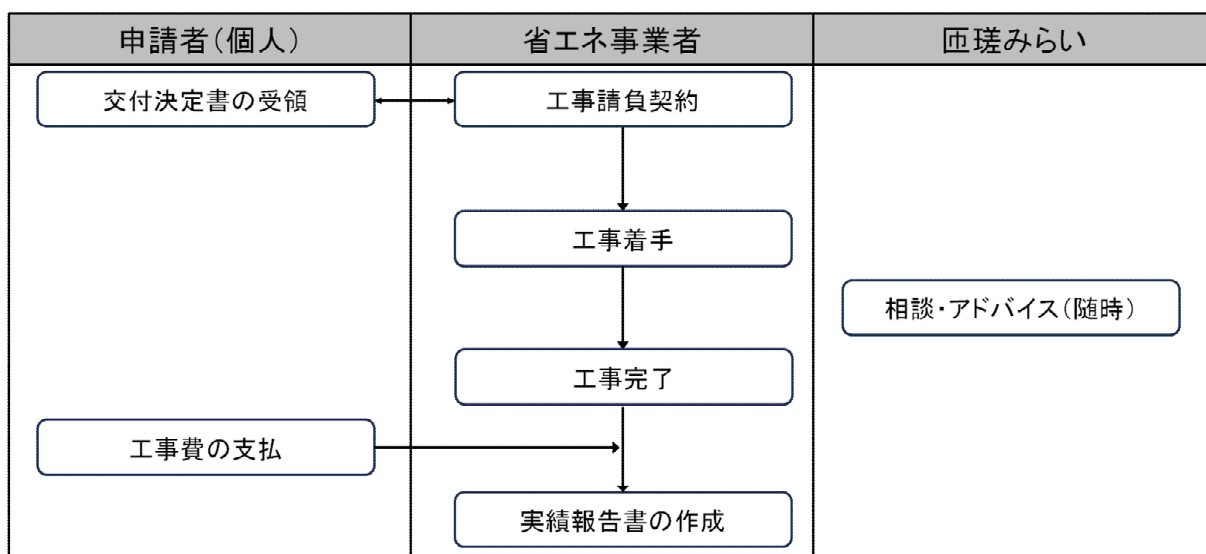 申請者(個人)
省エネ事業者
匝瑳みらい
交付決定書の受領
工事請負契約
工事着手
相談・アドバイス(随時)
工事完了
工事費の支払
実績報告書の作成